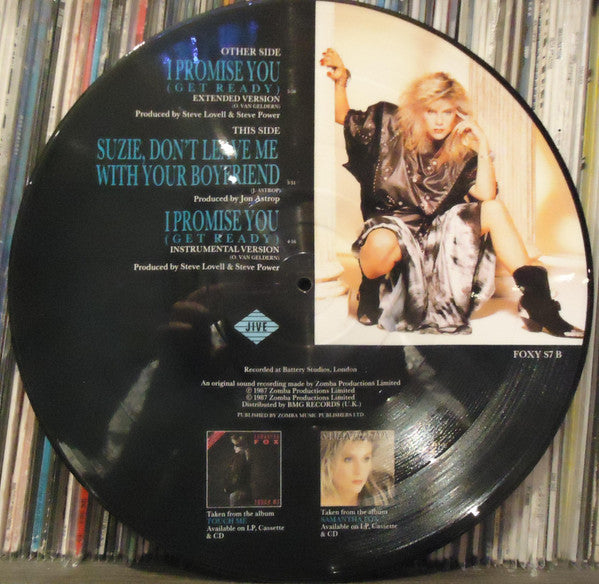 OTHER SIDE
I PROMISE YOU
(GET READY)
EXTENDED VERSION
(O. VAN GELDERN)
Produced by Steve Lovell & Steve Power
THIS SIDE
SUZIE, DON'T LEAVE ME
WITH YOUR BOYFRIEND
(J. ASTROP)
Produced by Jon Astrop
I PROMISE YOU
(GET READY)
INSTRUMENTAL VERSION
(O. VAN GELDERN)
Produced by Steve Lovell & Steve Power
JIVE
FOXY S7 B
Recorded at Battery Studios, London
An original sound recording made by Zomba Productions Limited
℗ 1987 Zomba Productions Limited
© 1987 Zomba Productions Limited
Distributed by BMG RECORDS (U.K.)
PUBLISHED BY ZOMBA MUSIC PUBLISHERS LTD
SAMANTHA
FOX
TOUCH ME
Taken from the album
TOUCH ME
Available on LP, Cassette
& CD
Taken from the album
SAMANTHA FOX
Available on LP, Cassette
& CD